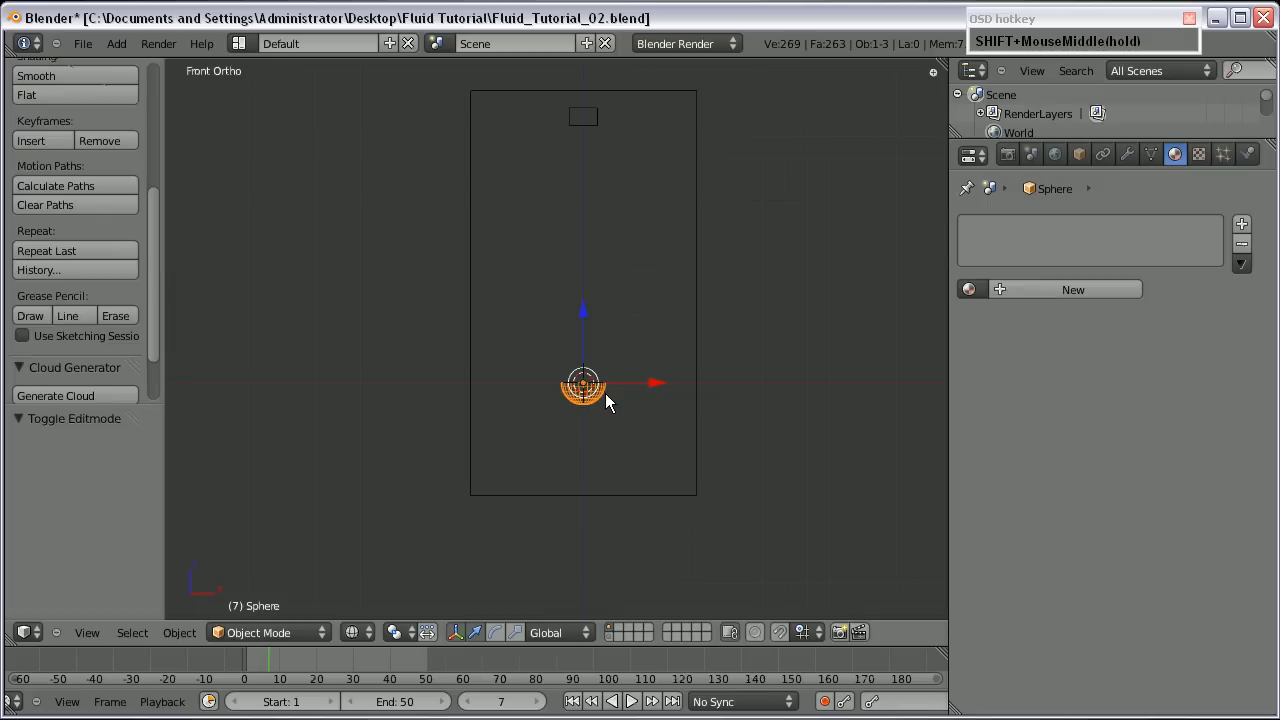 Blender* [C:\Documents and Settings\Administrator\Desktop\Fluid Tutorial\Fluid_Tutorial_02.blend]
OSD hotkey
SHIFT+MouseMiddle(hold)
File Add Render Help Default Scene Blender Render Ve:269 | Fa:263 | Ob:1-3 | La:0 | Mem:7.
View Search All Scenes
Smooth
Flat
Keyframes:
Insert Remove
Motion Paths:
Calculate Paths
Clear Paths
Repeat:
Repeat Last
History...
Grease Pencil:
Draw Line Erase
Use Sketching Sessio
Cloud Generator
Generate Cloud
Toggle Editmode
Front Ortho
(7) Sphere
Scene
RenderLayers |
World
Sphere
New
View Select Object Object Mode Global
-60 -50 -40 -30 -20 -10 0 10 20 30 40 50 60 70 80 90 100 110 120 130 140 150 160 170 180
View Frame Playback Start: 1 End: 50 7 No Sync